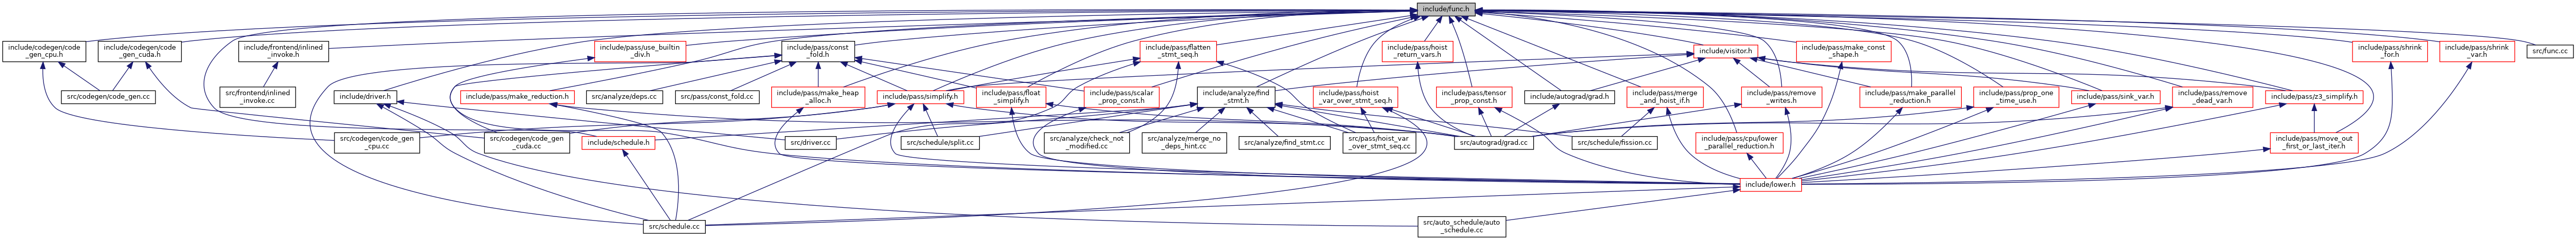 include/func.h
include/codegen/code
_gen_cpu.h
include/codegen/code
_gen_cuda.h
include/frontend/inlined
_invoke.h
include/pass/use_builtin
_div.h
include/pass/const
_fold.h
include/pass/flatten
_stmt_seq.h
include/pass/hoist
_return_vars.h
include/visitor.h
include/pass/make_const
_shape.h
include/pass/shrink
_for.h
include/pass/shrink
_var.h
src/func.cc
src/codegen/code_gen.cc
src/frontend/inlined
_invoke.cc
include/driver.h
include/pass/make_reduction.h
src/analyze/deps.cc
src/pass/const_fold.cc
include/pass/make_heap
_alloc.h
include/pass/simplify.h
include/pass/float
_simplify.h
include/pass/scalar
_prop_const.h
include/analyze/find
_stmt.h
include/pass/hoist
_var_over_stmt_seq.h
include/pass/tensor
_prop_const.h
include/autograd/grad.h
include/pass/merge
_and_hoist_if.h
include/pass/remove
_writes.h
include/pass/make_parallel
_reduction.h
include/pass/prop_one
_time_use.h
include/pass/sink_var.h
include/pass/remove
_dead_var.h
include/pass/z3_simplify.h
src/codegen/code_gen
_cpu.cc
src/codegen/code_gen
_cuda.cc
include/schedule.h
src/driver.cc
src/schedule/split.cc
src/analyze/check_not
_modified.cc
src/analyze/merge_no
_deps_hint.cc
src/analyze/find_stmt.cc
src/pass/hoist_var
_over_stmt_seq.cc
src/autograd/grad.cc
src/schedule/fission.cc
include/pass/cpu/lower
_parallel_reduction.h
include/pass/move_out
_first_or_last_iter.h
include/lower.h
src/schedule.cc
src/auto_schedule/auto
_schedule.cc